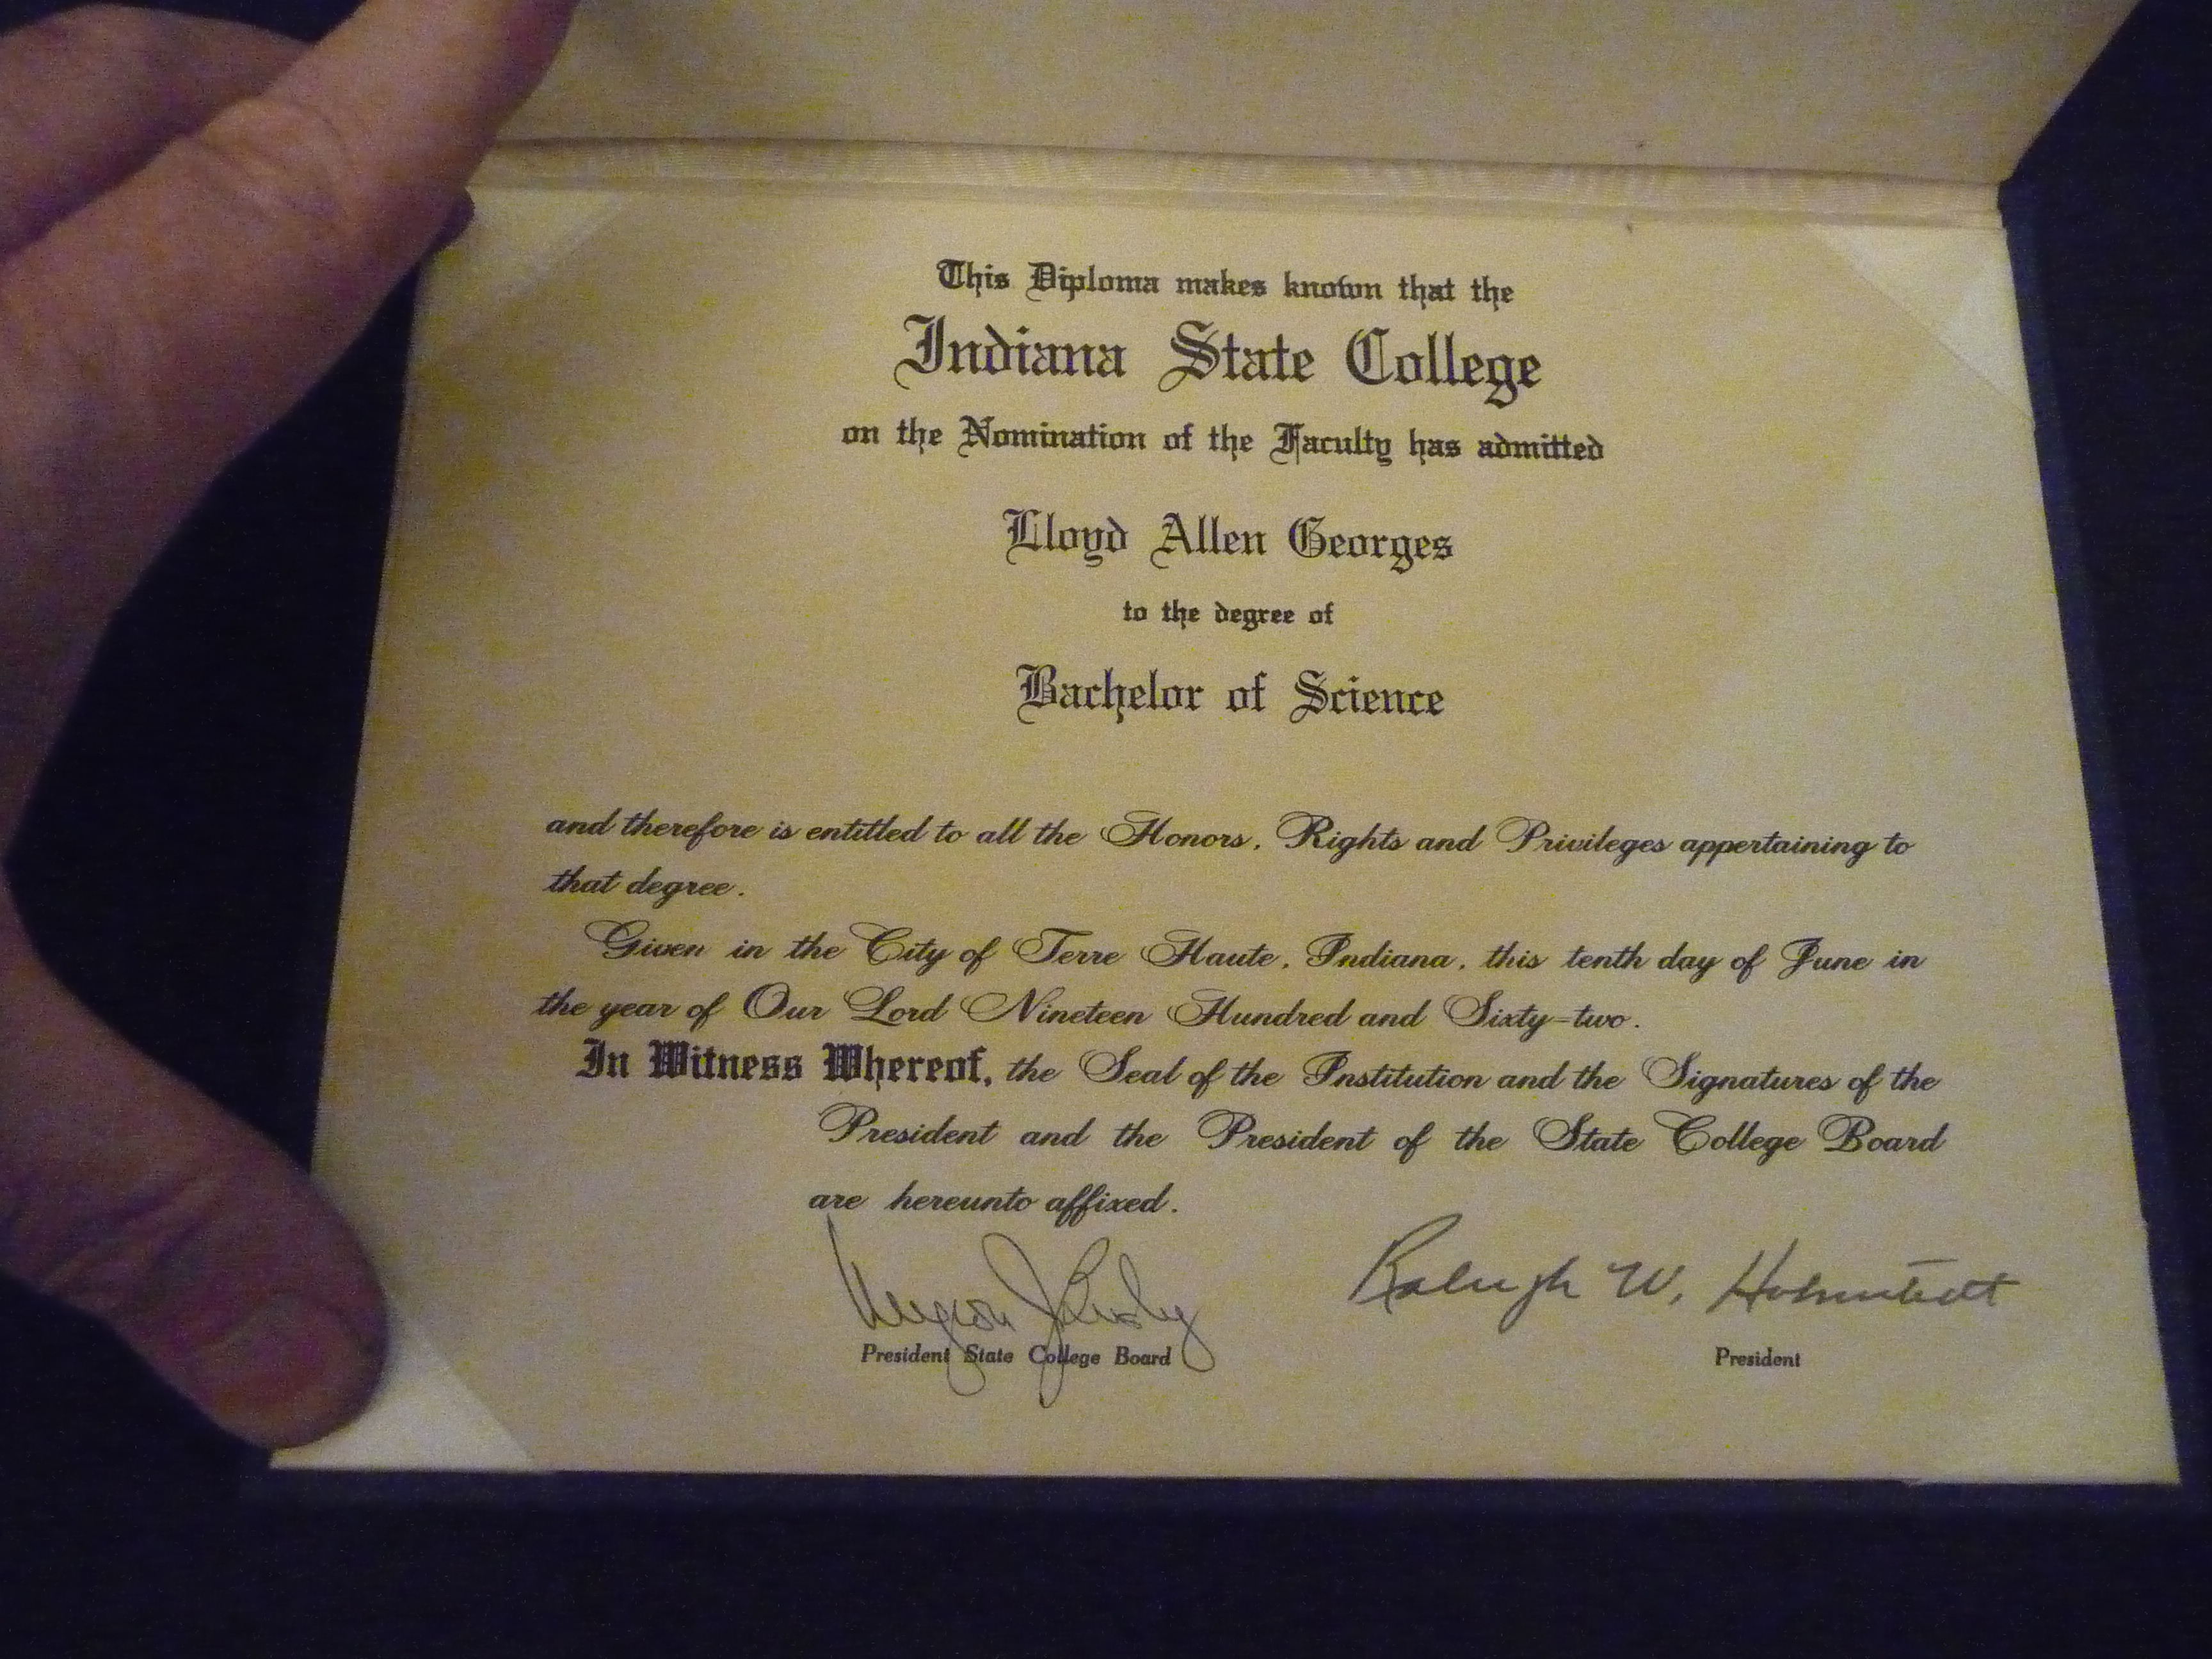 This Diploma makes known that the
Indiana State College
on the Nomination of the Faculty has admitted
Lloyd Allen Georges
to the degree of
Bachelor of Science
and therefore is entitled to all the Honors, Rights and Privileges appertaining to
that degree.
Given in the City of Terre Haute, Indiana, this tenth day of June in
the year of Our Lord Nineteen Hundred and Sixty-two.
In Witness Whereof, the Seal of the Institution and the Signatures of the
President and the President of the State College Board
are hereunto affixed.
Raleigh W. Holmstedt
President State College Board
President